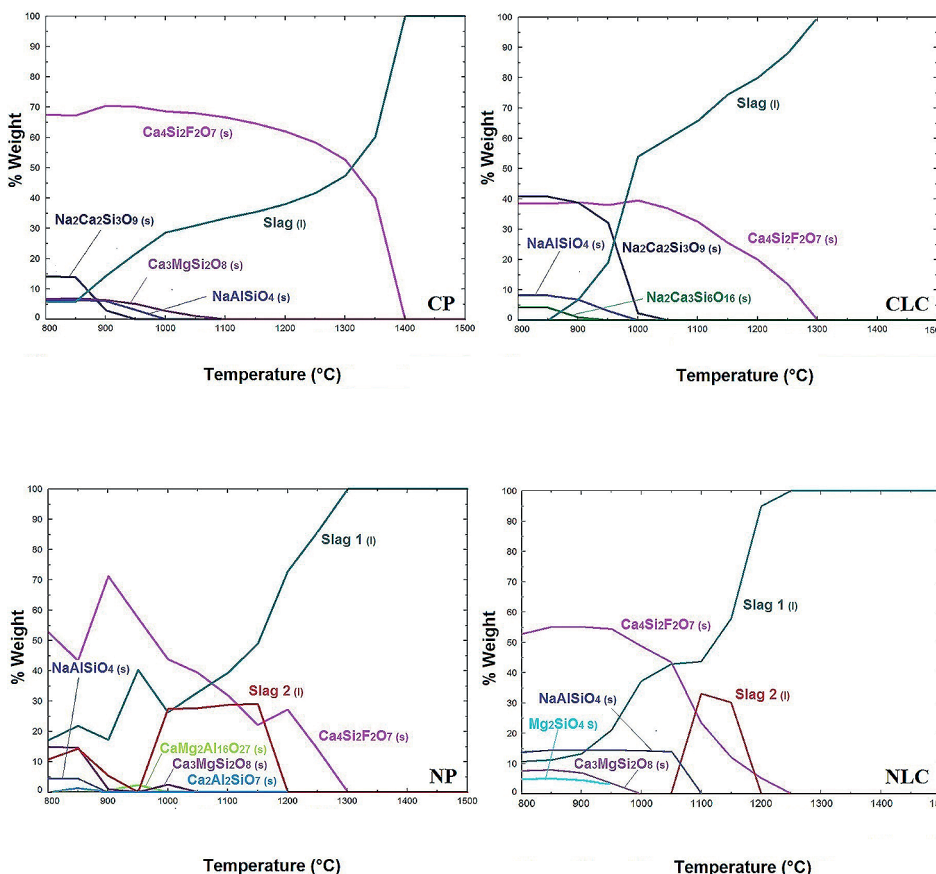 100
90
80
70
60
50
40
30
20
10
0
% Weight
Ca4Si2F2O7 (s)
Na2Ca2Si3O9 (s)
Slag (l)
Ca3MgSi2O8 (s)
NaAlSiO4 (s)
CP
800 900 1000 1100 1200 1300 1400 1500
Temperature (°C)
100
90
80
70
60
50
40
30
20
10
0
% Weight
Slag (l)
NaAlSiO4 (s)
Na2Ca2Si3O9 (s)
Ca4Si2F2O7 (s)
Na2Ca3Si6O16 (s)
CLC
800 900 1000 1100 1200 1300 1400
Temperature (°C)
100
90
80
70
60
50
40
30
20
10
0
% Weight
Slag 1 (l)
NaAlSiO4 (s)
Slag 2 (l)
Ca4Si2F2O7 (s)
CaMg2Al16O27 (s)
Ca3MgSi2O8 (s)
Ca2Al2SiO7 (s)
NP
800 900 1000 1100 1200 1300 1400 1500
Temperature (°C)
100
90
80
70
60
50
40
30
20
10
0
% Weight
Slag 1 (l)
Ca4Si2F2O7 (s)
NaAlSiO4 (s)
Slag 2 (l)
Mg2SiO4 s)
Ca3MgSi2O8 (s)
NLC
800 900 1000 1100 1200 1300 1400
Temperature (°C)